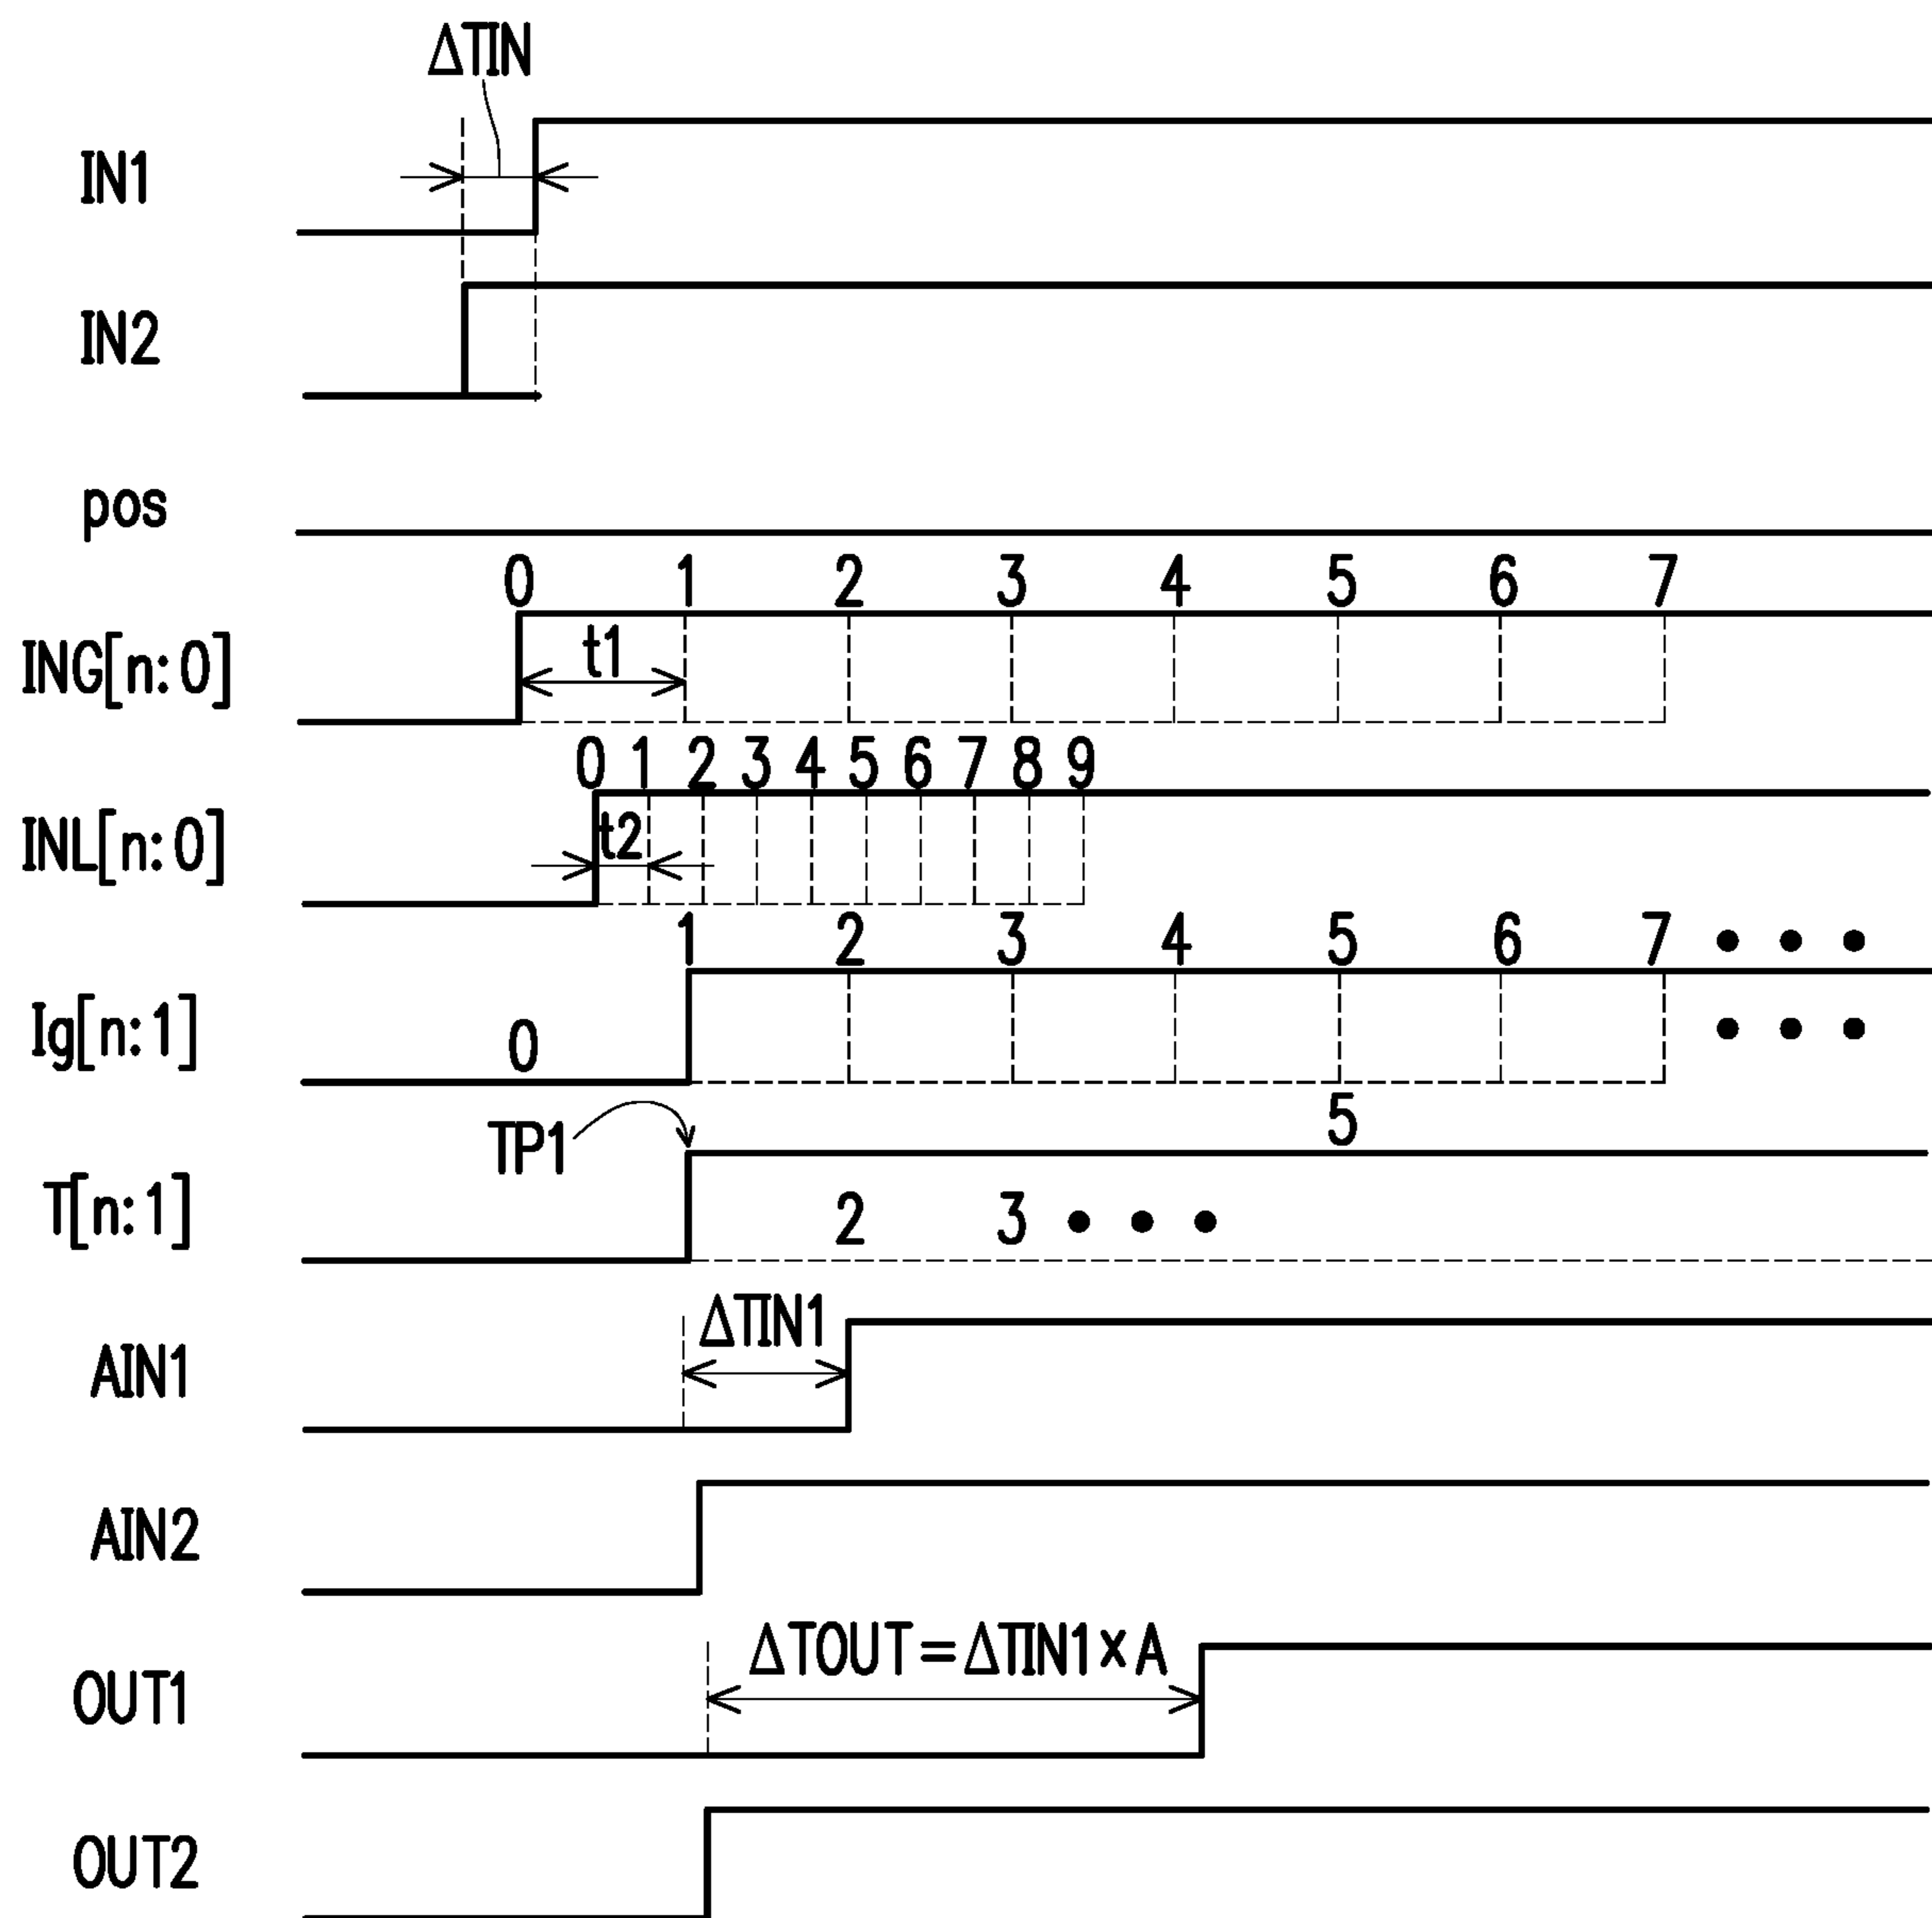 ΔTIN
IN1
IN2
pos
0 1 2 3 4 5 6 7
ING[n:0]
t1
0 1 2 3 4 5 6 7 8 9
INL[n:0]
t2
1 2 3 4 5 6 7 • • •
Ig[n:1]
0
• • •
TP1
5
T[n:1]
2 3 • • •
ΔTIN1
AIN1
AIN2
ΔTOUT=ΔTIN1×A
OUT1
OUT2